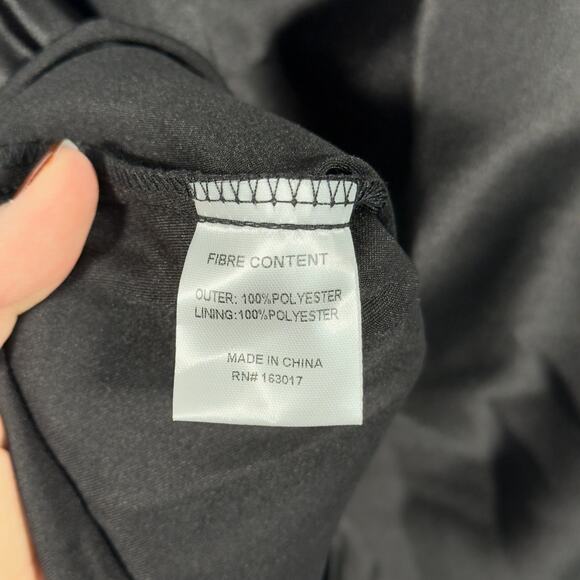 FIBRE CONTENT
OUTER: 100%POLYESTER
LINING:100%POLYESTER
MADE IN CHINA
RN# 163017